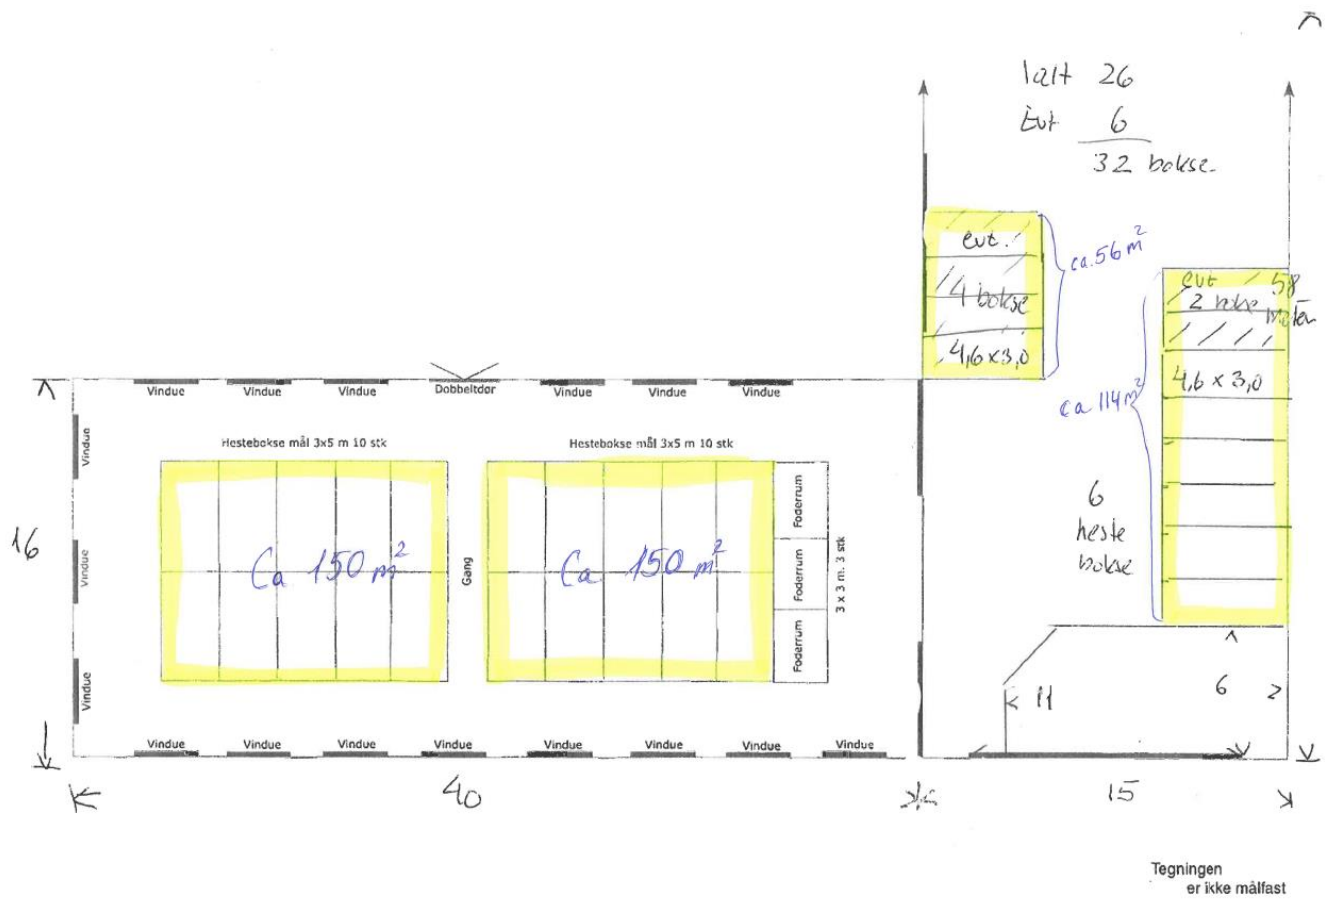 Ialt 26
Evt 6
32 bokse
evt.
4 bokse
4,6 x 3,0
ca. 56 m²
evt 58
2 bokse meter
4,6 x 3,0
ca 114 m²
6
heste
bokse
Vindue Vindue Vindue Dobbeltdør Vindue Vindue Vindue
Vindue
Vindue
Vindue
Hestebokse mål 3x5 m 10 stk
Hestebokse mål 3x5 m 10 stk
Ca 150 m²
Gang
Ca 150 m²
Foderrum
Foderrum
Foderrum
3 x 3 m. 3 stk
16
11
6 2
Vindue Vindue Vindue Vindue Vindue Vindue Vindue Vindue
40
15
Tegningen
er ikke målfast